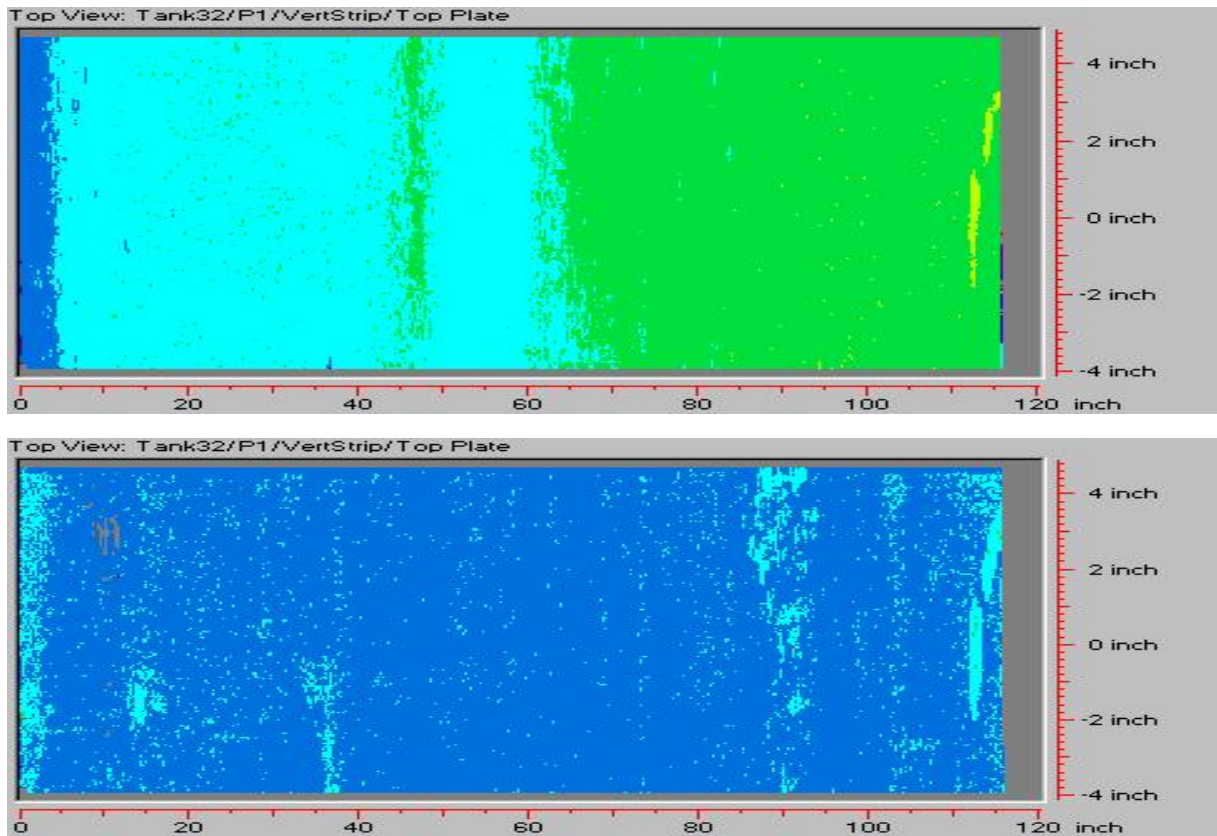 Top View: Tank32/P1/VertStrip/Top Plate
4 inch
2 inch
0 inch
-2 inch
-4 inch
0 20 40 60 80 100 120 inch
Top View: Tank32/P1/VertStrip/Top Plate
4 inch
2 inch
0 inch
-2 inch
-4 inch
0 20 40 60 80 100 120 inch